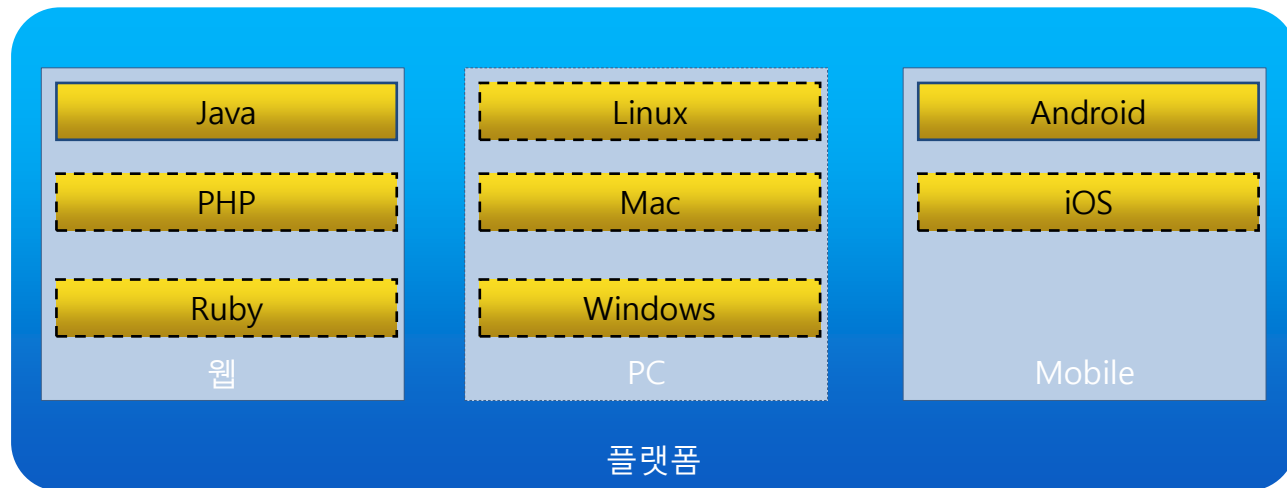 Java
PHP
Ruby
웹
Linux
Mac
Windows
PC
Android
iOS
Mobile
플랫폼